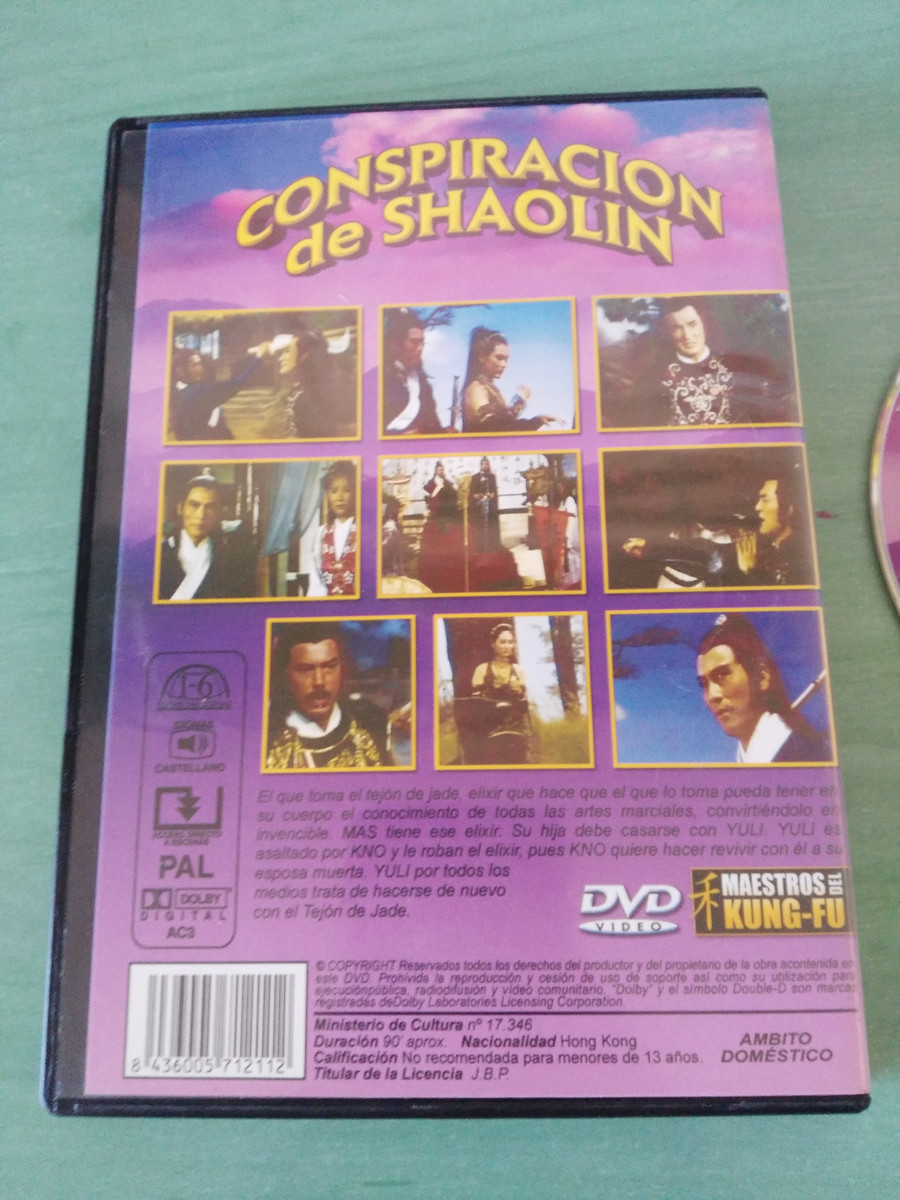 CONSPIRACION
de SHAOLIN
1-6
IDIOMAS
CASTELLANO
ACCESO DIRECTO
A ESCENAS
PAL
DOLBY
DIGITAL
AC3
El que toma el tejón de jade, elixir que hace que el que lo toma pueda tener en
su cuerpo el conocimiento de todas las artes marciales, convirtiéndolo en
invencible. MAS tiene ese elixir. Su hija debe casarse con YULI. YULI es
asaltado por KNO y le roban el elixir, pues KNO quiere hacer revivir con él a su
esposa muerta. YULI por todos los
medios trata de hacerse de nuevo
con el Tejón de Jade.
DVD
VIDEO
MAESTROS DEL
KUNG-FU
© COPYRIGHT Reservados todos los derechos del productor y del propietario de la obra acontenida en
este DVD. Prohivida la reproducción y cesión de uso de soporte así como su utilización para
ejecuciónpública, radiodifusión y vídeo comunitario. "Dolby" y el símbolo Double-D son marcas
registradas deDolby Laboratories Licensing Corporation.
Ministerio de Cultura nº 17.346
Duración 90' aprox. Nacionalidad Hong Kong
Calificación No recomendada para menores de 13 años.
Titular de la Licencia J.B.P.
AMBITO
DOMÉSTICO
8 436005 712112